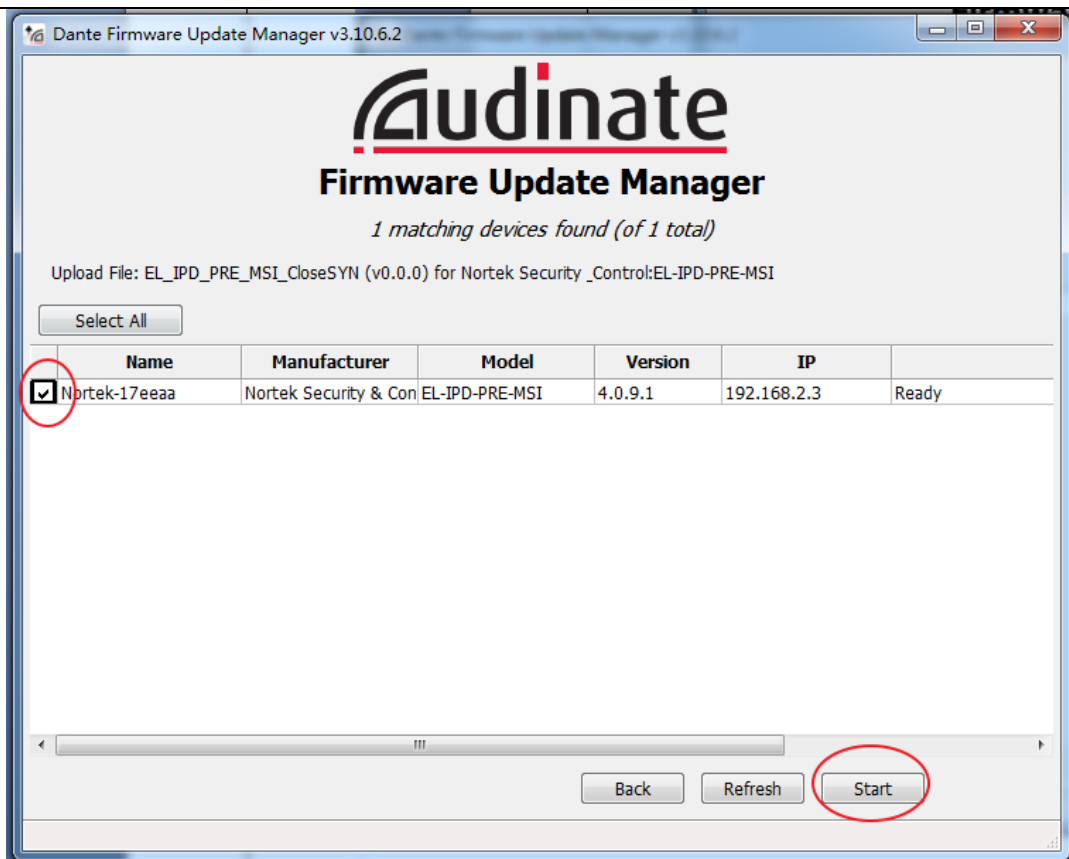 Dante Firmware Update Manager v3.10.6.2
Audinate
Firmware Update Manager
1 matching devices found (of 1 total)
Upload File: EL_IPD_PRE_MSI_CloseSYN (v0.0.0) for Nortek Security _Control:EL-IPD-PRE-MSI
Select All
Name Manufacturer Model Version IP
Nortek-17eeaa Nortek Security & Con EL-IPD-PRE-MSI 4.0.9.1 192.168.2.3 Ready
Back Refresh Start